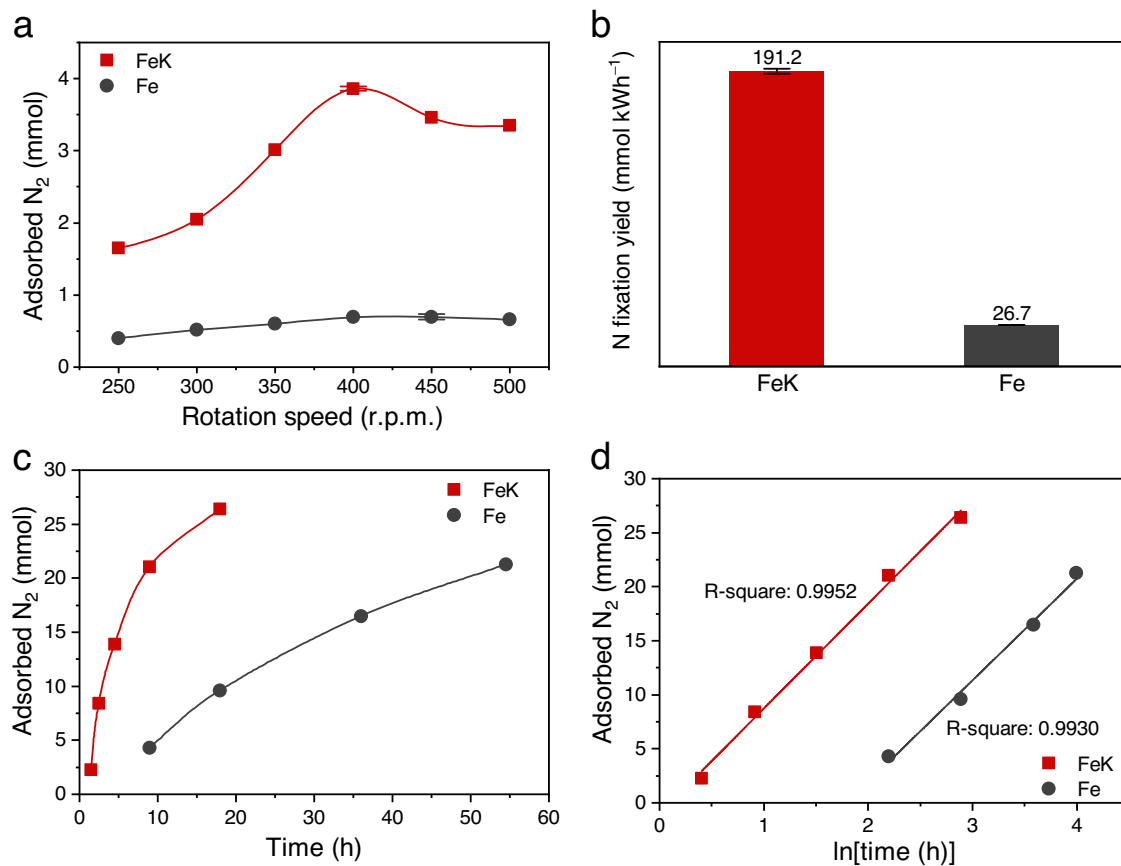 a
FeK
Fe
Adsorbed N₂ (mmol)
4
3
2
1
0
250 300 350 400 450 500
Rotation speed (r.p.m.)
b
N fixation yield (mmol kWh⁻¹)
191.2
26.7
FeK Fe
c
FeK
Fe
Adsorbed N₂ (mmol)
30
25
20
15
10
5
0
0 10 20 30 40 50 60
Time (h)
d
Adsorbed N₂ (mmol)
30
25
20
15
10
5
0
R-square: 0.9952
R-square: 0.9930
FeK
Fe
0 1 2 3 4
ln[time (h)]